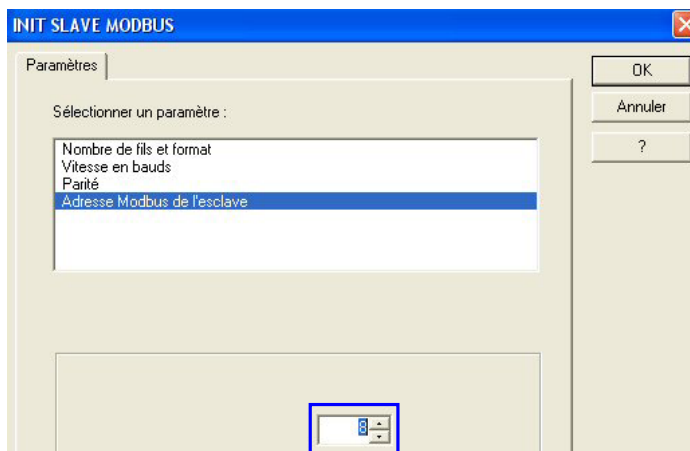 INIT SLAVE MODBUS
Paramètres
OK
Sélectionner un paramètre :
Annuler
?
Nombre de fils et format
Vitesse en bauds
Parité
Adresse Modbus de l'esclave
8